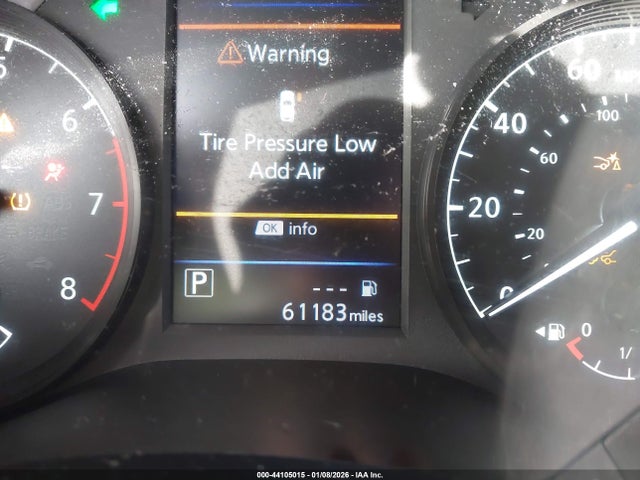 Warning
Tire Pressure Low
Add Air
OK info
P
---
61183 miles
5
6
7
8
ABS
0
20
40
60
20
60
100
0
1/
000-44105015 | 01/08/2026 - IAA Inc.